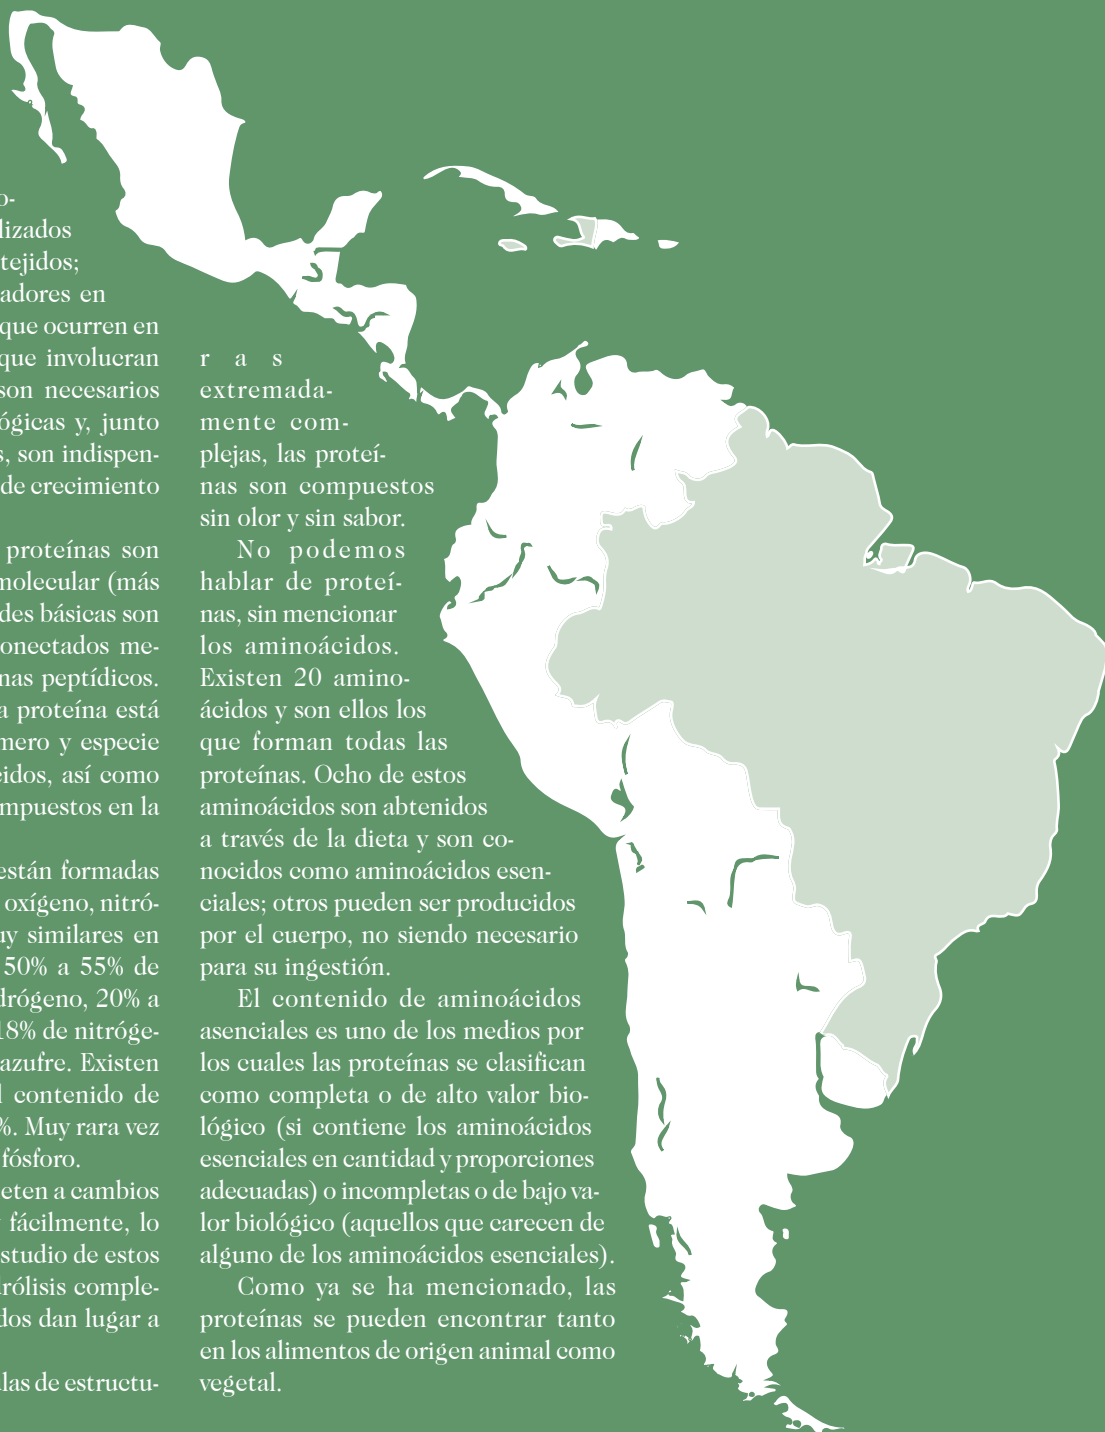 o-
lizados
tejidos;
adores en
que ocurren en
que involucran
son necesarios
ógicas y, junto
s, son indispen-
de crecimiento
proteínas son
molecular (más
des básicas son
onectados me-
nas peptídicos.
a proteína está
mero y especie
cidos, así como
mpuestos en la
están formadas
oxígeno, nitró-
uy similares en
50% a 55% de
drógeno, 20% a
18% de nitróge-
azufre. Existen
l contenido de
%. Muy rara vez
fósforo.
eten a cambios
fácilmente, lo
studio de estos
rólisis comple-
dos dan lugar a
las de estructu-
r a s
extremada-
mente com-
plejas, las proteí-
nas son compuestos
sin olor y sin sabor.
No podemos
hablar de proteí-
nas, sin mencionar
los aminoácidos.
Existen 20 amino-
ácidos y son ellos los
que forman todas las
proteínas. Ocho de estos
aminoácidos son abtenidos
a través de la dieta y son co-
nocidos como aminoácidos esen-
ciales; otros pueden ser producidos
por el cuerpo, no siendo necesario
para su ingestión.
El contenido de aminoácidos
asenciales es uno de los medios por
los cuales las proteínas se clasifican
como completa o de alto valor bio-
lógico (si contiene los aminoácidos
esenciales en cantidad y proporciones
adecuadas) o incompletas o de bajo va-
lor biológico (aquellos que carecen de
alguno de los aminoácidos esenciales).
Como ya se ha mencionado, las
proteínas se pueden encontrar tanto
en los alimentos de origen animal como
vegetal.